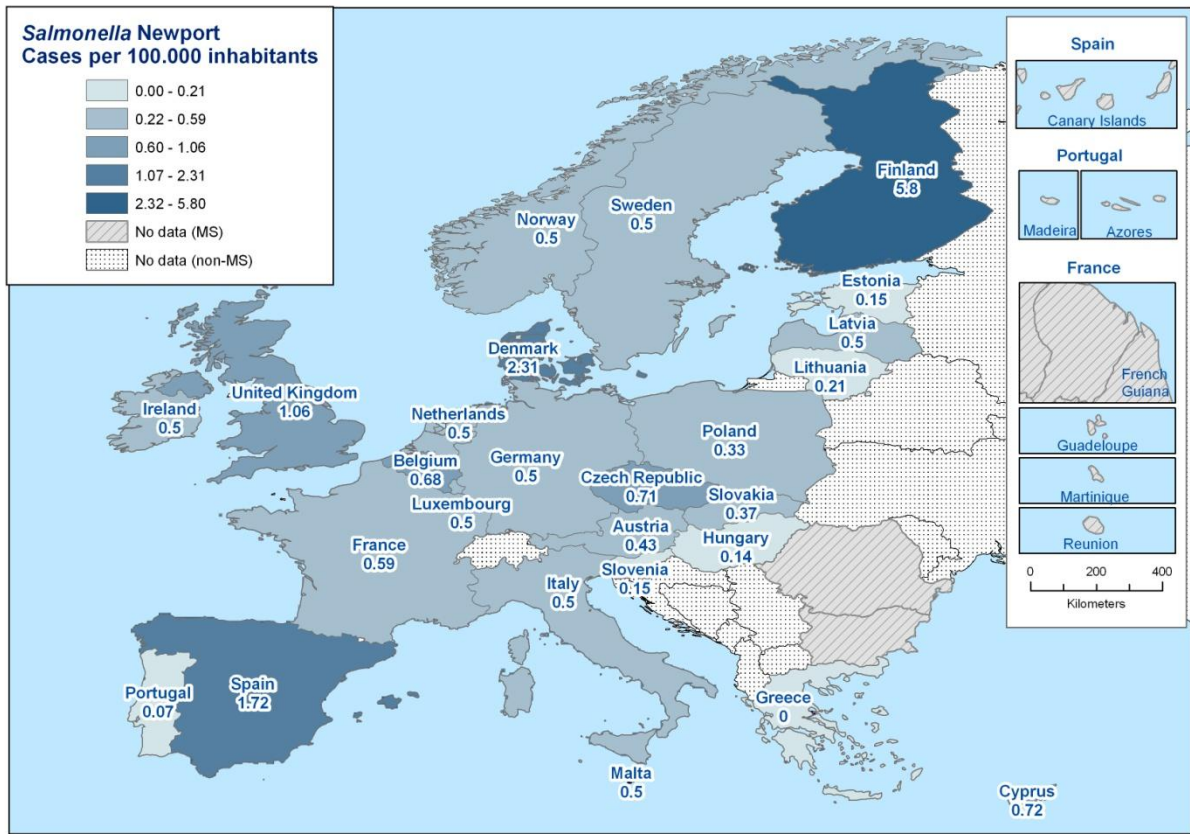 Salmonella Newport
Cases per 100.000 inhabitants
0.00 - 0.21
0.22 - 0.59
0.60 - 1.06
1.07 - 2.31
2.32 - 5.80
No data (MS)
No data (non-MS)
Finland
5.8
Norway
0.5
Sweden
0.5
Estonia
0.15
Latvia
0.5
Lithuania
0.21
Denmark
2.31
United Kingdom
1.06
Ireland
0.5
Netherlands
0.5
Poland
0.33
Belgium
0.68
Germany
0.5
Czech Republic
0.71
Slovakia
0.37
Luxembourg
0.5
Austria
0.43
Hungary
0.14
France
0.59
Slovenia
0.15
Italy
0.5
Portugal
0.07
Spain
1.72
Greece
0
Malta
0.5
Cyprus
0.72
Spain
Canary Islands
Portugal
Madeira
Azores
France
French
Guiana
Guadeloupe
Martinique
Reunion
0 200 400
Kilometers